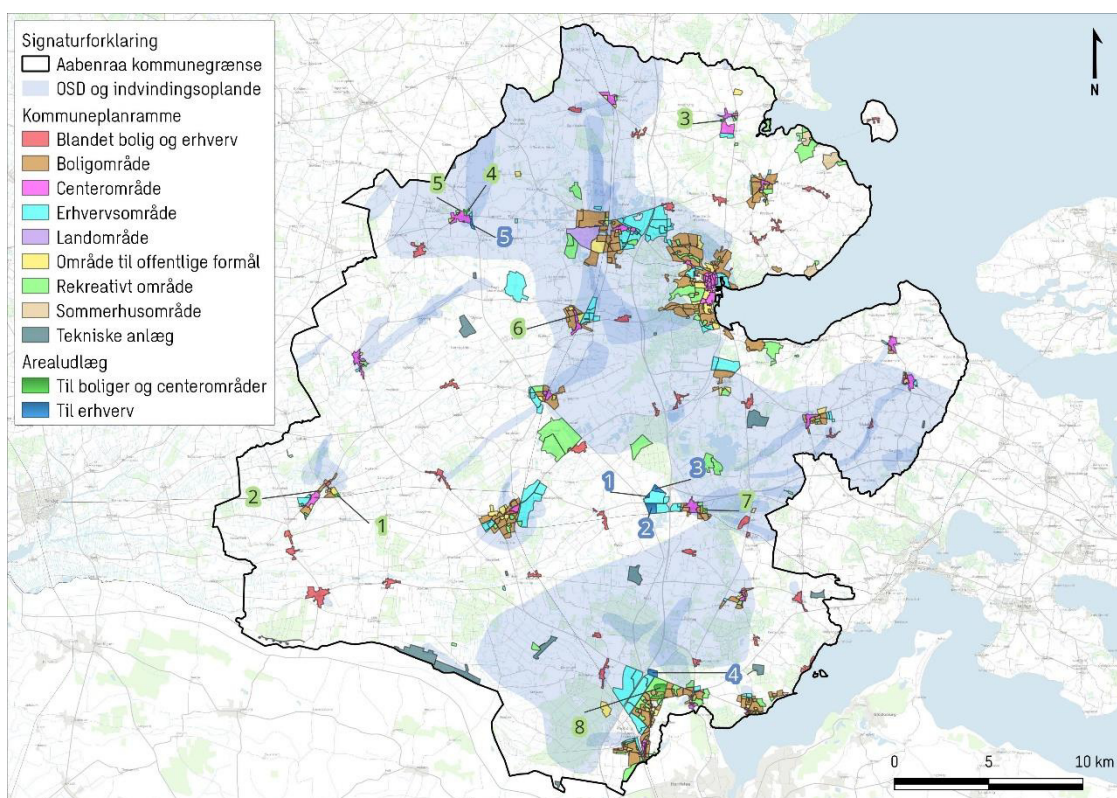 Signaturforklaring
Aabenraa kommunegrænse
OSD og indvindingsoplande
Kommuneplanramme
Blandet bolig og erhverv
Boligområde
Centerområde
Erhvervsområde
Landområde
Område til offentlige formål
Rekreativt område
Sommerhusområde
Tekniske anlæg
Arealudlæg
Til boliger og centerområder
Til erhverv
N
3
5
4
5
6
1
3
2
1
2
7
4
8
0
5
10 km